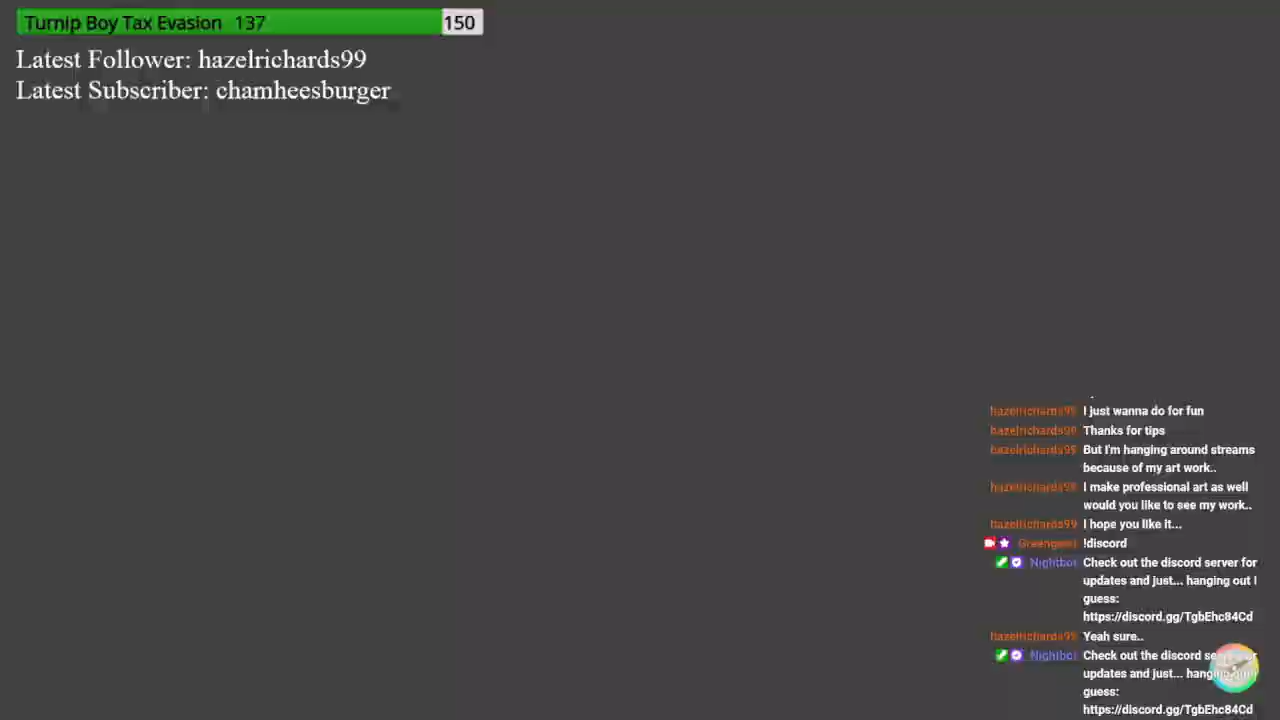 Turnip Boy Tax Evasion 137 150
Latest Follower: hazelrichards99
Latest Subscriber: chamheesburger
hazelrichards99 I just wanna do for fun
hazelrichards99 Thanks for tips
hazelrichards99 But I'm hanging around streams
because of my art work..
hazelrichards99 I make professional art as well
would you like to see my work..
hazelrichards99 I hope you like it...
!discord
Nightbot Check out the discord server for
updates and just... hanging out I
guess:
https://discord.gg/TgbEhc84Cd
hazelrichards99 Yeah sure..
Nightbot Check out the discord server for
updates and just... hanging out I
guess:
https://discord.gg/TgbEhc84Cd